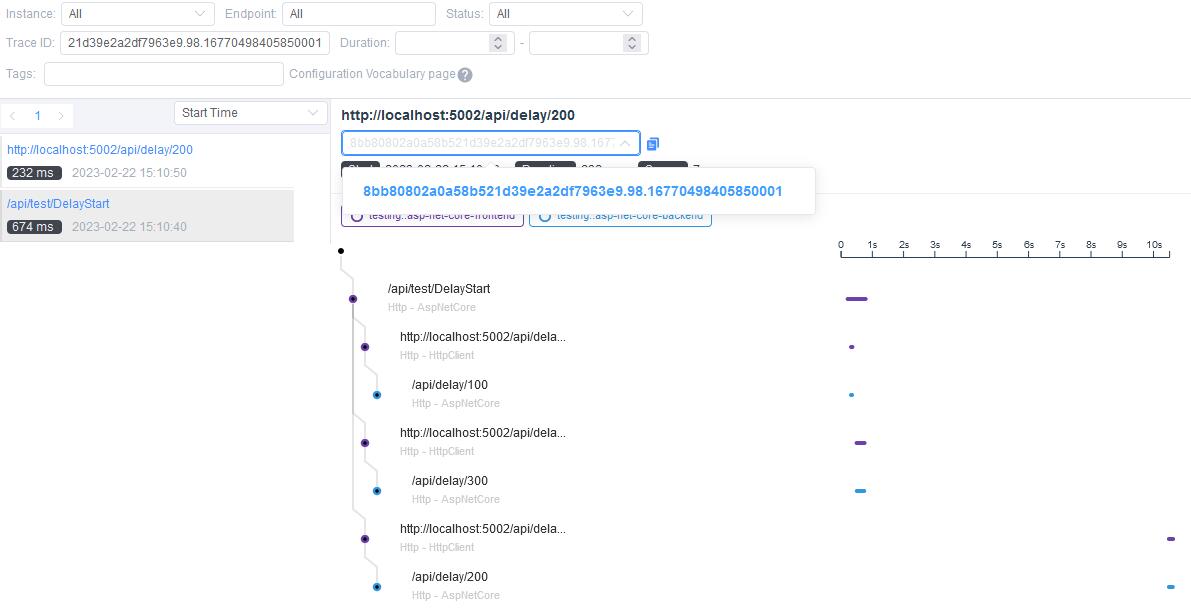 Instance: All Endpoint: All Status: All
Trace ID: 21d39e2a2df7963e9.98.16770498405850001 Duration: -
Tags: Configuration Vocabulary page ?
1 Start Time
http://localhost:5002/api/delay/200
232 ms 2023-02-22 15:10:50
/api/test/DelayStart
674 ms 2023-02-22 15:10:40
http://localhost:5002/api/delay/200
8bb80802a0a58b521d39e2a2df7963e9.98.1677
8bb80802a0a58b521d39e2a2df7963e9.98.16770498405850001
testing::asp-net-core-frontend testing::asp-net-core-backend
0 1s 2s 3s 4s 5s 6s 7s 8s 9s 10s
/api/test/DelayStart
Http - AspNetCore
http://localhost:5002/api/dela...
Http - HttpClient
/api/delay/100
Http - AspNetCore
http://localhost:5002/api/dela...
Http - HttpClient
/api/delay/300
Http - AspNetCore
http://localhost:5002/api/dela...
Http - HttpClient
/api/delay/200
Http - AspNetCore